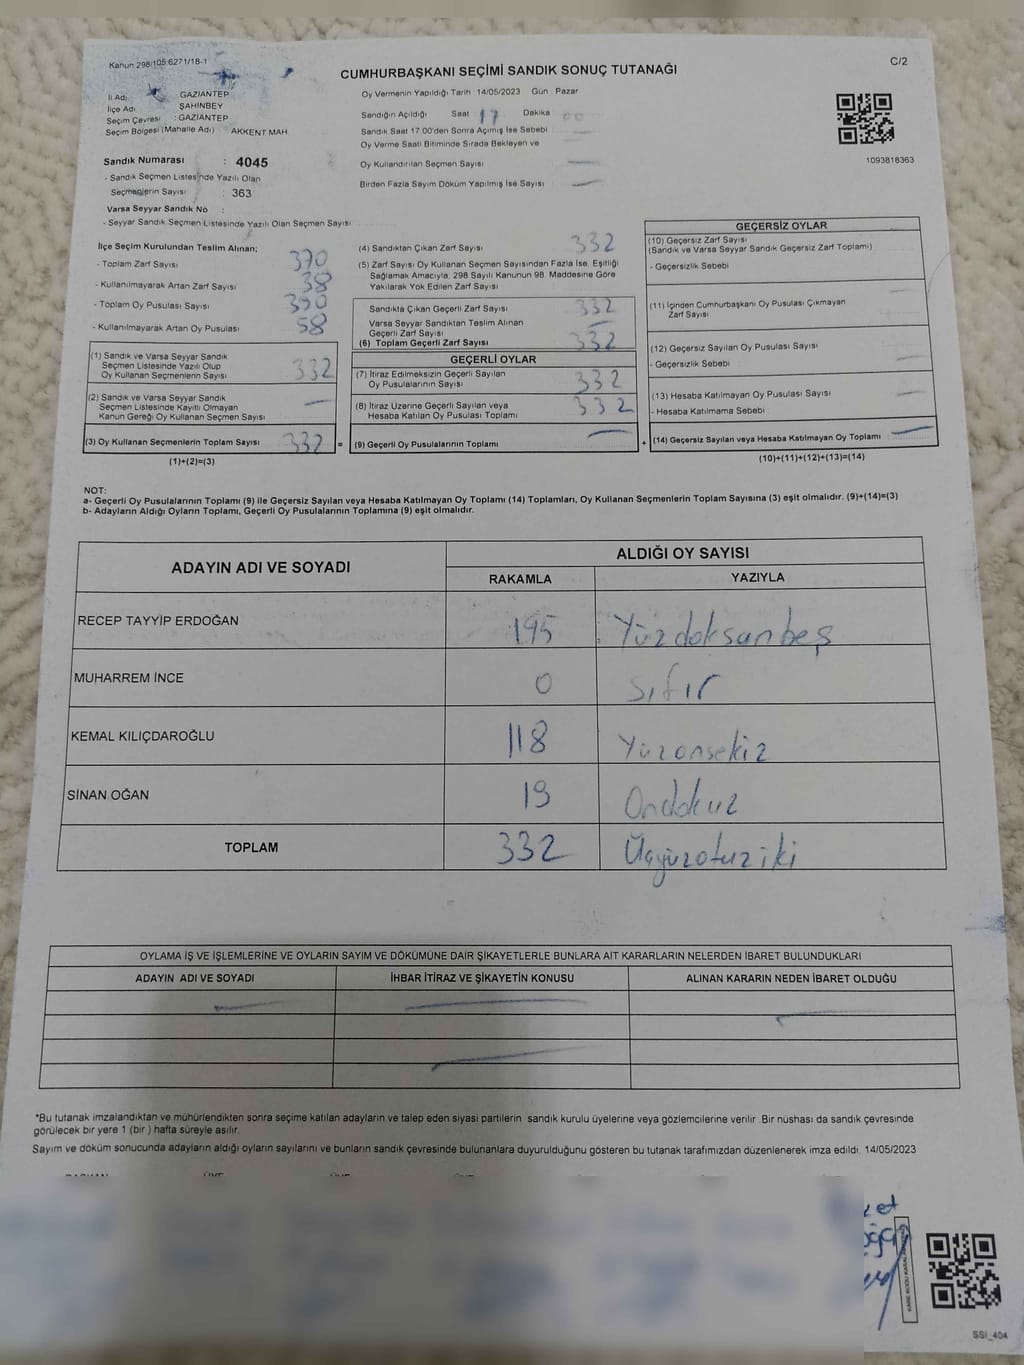 Kanun 298/105:6271/18-1
CUMHURBAŞKANI SEÇİMİ SANDIK SONUÇ TUTANAĞI
C/2
İl Adı GAZIANTEP
İlçe Adı ŞAHINBEY
Seçim Çevresi : GAZIANTEP
Seçim Bölgesi (Mahalle Adı) AKKENT MAH.
Sandık Numarası : 4045
- Sandık Seçmen Listesi'nde Yazılı Olan
Seçmenlerin Sayısı : 363
Varsa Seyyar Sandık No :
- Seyyar Sandık Seçmen Listesinde Yazılı Olan Seçmen Sayısı
Oy Vermenin Yapıldığı Tarih 14/05/2023 Gün Pazar
Sandığın Açıldığı Saat 17 Dakika
Sandık Saat 17.00'den Sonra Açılmış İse Sebebi
Oy Verme Saati Bitiminde Sırada Bekleyen ve
Oy Kullandırılan Seçmen Sayısı
Birden Fazla Sayım Döküm Yapılmış İse Sayısı
1093818363
İlçe Seçim Kurulundan Teslim Alınan;
- Toplam Zarf Sayısı 370
- Kullanılmayarak Artan Zarf Sayısı 38
- Toplam Oy Pusulası Sayısı 390
- Kullanılmayarak Artan Oy Pusulası 58
(1) Sandık ve Varsa Seyyar Sandık
Seçmen Listesinde Yazılı Olup
Oy Kullanan Seçmenlerin Sayısı 332
(2) Sandık ve Varsa Seyyar Sandık
Seçmen Listesinde Kayıtlı Olmayan
Kanun Gereği Oy Kullanan Seçmen Sayısı
(3) Oy Kullanan Seçmenlerin Toplam Sayısı 332 =
(1)+(2)=(3)
(4) Sandıktan Çıkan Zarf Sayısı 332
(5) Zarf Sayısı Oy Kullanan Seçmen Sayısından Fazla İse, Eşitliği
Sağlamak Amacıyla, 298 Sayılı Kanunun 98. Maddesine Göre
Yakılarak Yok Edilen Zarf Sayısı
Sandıkta Çıkan Geçerli Zarf Sayısı 332
Varsa Seyyar Sandıktan Teslim Alınan
Geçerli Zarf Sayısı
(6) Toplam Geçerli Zarf Sayısı 332
GEÇERLİ OYLAR
(7) İtiraz Edilmeksizin Geçerli Sayılan
Oy Pusulalarının Sayısı 332
(8) İtiraz Üzerine Geçerli Sayılan veya
Hesaba Katılan Oy Pusulası Toplamı 332
(9) Geçerli Oy Pusulalarının Toplamı +
GEÇERSİZ OYLAR
(10) Geçersiz Zarf Sayısı
(Sandık ve Varsa Seyyar Sandık Geçersiz Zarf Toplamı)
- Geçersizlik Sebebi
(11) İçinden Cumhurbaşkanı Oy Pusulası Çıkmayan
Zarf Sayısı
(12) Geçersiz Sayılan Oy Pusulası Sayısı
- Geçersizlik Sebebi
(13) Hesaba Katılmayan Oy Pusulası Sayısı
- Hesaba Katılmama Sebebi
(14) Geçersiz Sayılan veya Hesaba Katılmayan Oy Toplamı
(10)+(11)+(12)+(13)=(14)
NOT:
a- Geçerli Oy Pusulalarının Toplamı (9) ile Geçersiz Sayılan veya Hesaba Katılmayan Oy Toplamı (14) Toplamları, Oy Kullanan Seçmenlerin Toplam Sayısına (3) eşit olmalıdır. (9)+(14)=(3)
b- Adayların Aldığı Oyların Toplamı, Geçerli Oy Pusulalarının Toplamına (9) eşit olmalıdır.
ADAYIN ADI VE SOYADI ALDIĞI OY SAYISI
RAKAMLA YAZIYLA
RECEP TAYYİP ERDOĞAN 195 Yüzdoksanbeş
MUHARREM İNCE 0 Sıfır
KEMAL KILIÇDAROĞLU 118 Yüzonsekiz
SİNAN OĞAN 19 Ondokuz
TOPLAM 332 Üçyüzotuziki
OYLAMA İŞ VE İŞLEMLERİNE VE OYLARIN SAYIM VE DÖKÜMÜNE DAİR ŞİKAYETLERLE BUNLARA AİT KARARLARIN NELERDEN İBARET BULUNDUKLARI
ADAYIN ADI VE SOYADI İHBAR İTİRAZ VE ŞİKAYETİN KONUSU ALINAN KARARIN NEDEN İBARET OLDUĞU
*Bu tutanak imzalandıktan ve mühürlendikten sonra seçime katılan adayların ve talep eden siyasi partilerin sandık kurulu üyelerine veya gözlemcilerine verilir. Bir nüshası da sandık çevresinde
görülecek bir yere 1 (bir) hafta süreyle asılır.
Sayım ve döküm sonucunda adayların aldığı oyların sayılarını ve bunların sandık çevresinde bulunanlara duyurulduğunu gösteren bu tutanak tarafımızdan düzenlenerek imza edildi. 14/05/2023
SSI_404